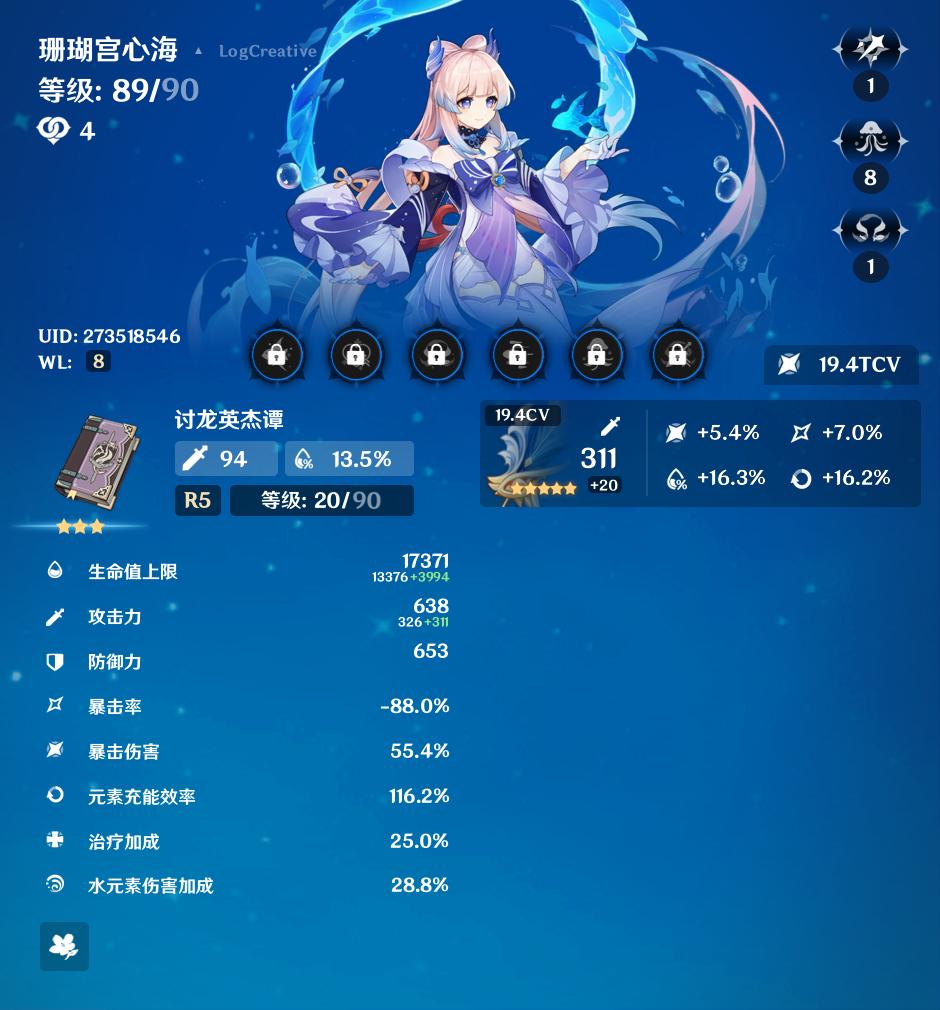 珊瑚宫心海 ▲ LogCreative
等级: 89/90
4
1
8
1
UID: 273518546
WL: 8
19.4TCV
讨龙英杰谭
94 13.5%
R5 等级: 20/90
19.4CV
311
+20
+5.4% +7.0%
+16.3% +16.2%
生命值上限 17371
13376+3994
攻击力 638
326+311
防御力 653
暴击率 -88.0%
暴击伤害 55.4%
元素充能效率 116.2%
治疗加成 25.0%
水元素伤害加成 28.8%